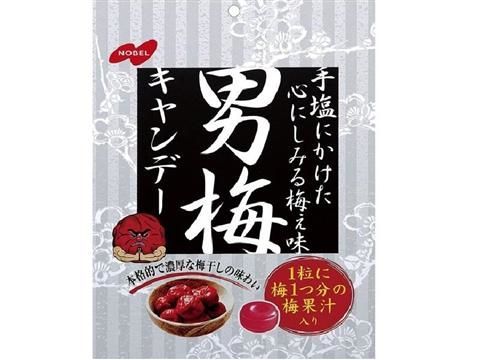 NOBEL
手塩にかけた
心にしみる梅ぇ味
男梅
キャンデー
本格的で濃厚な梅干しの味わい
1粒に
梅1つ分の
梅果汁
入り